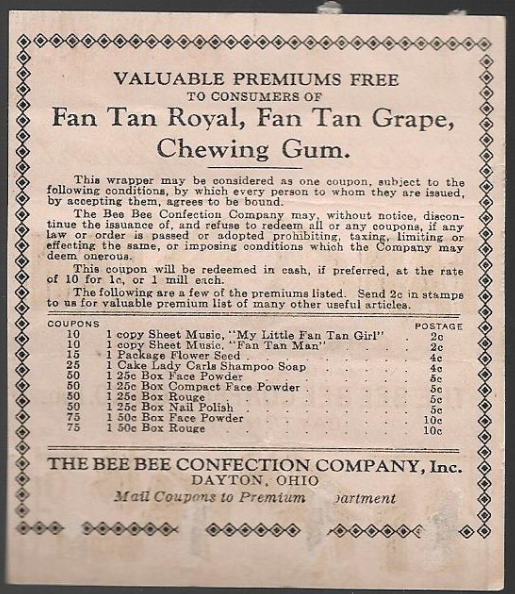 VALUABLE PREMIUMS FREE
TO CONSUMERS OF
Fan Tan Royal, Fan Tan Grape,
Chewing Gum.
This wrapper may be considered as one coupon, subject to the
following conditions, by which every person to whom they are issued,
by accepting them, agrees to be bound.
The Bee Bee Confection Company may, without notice, discon-
tinue the issuance of, and refuse to redeem all or any coupons, if any
law or order is passed or adopted prohibiting, taxing, limiting or
effecting the same, or imposing conditions which the Company may
deem onerous.
This coupon will be redeemed in cash, if preferred, at the rate
of 10 for 1c, or 1 mill each.
The following are a few of the premiums listed. Send 2c in stamps
to us for valuable premium list of many other useful articles.
COUPONS POSTAGE
10 1 copy Sheet Music, "My Little Fan Tan Girl" . . 2c
10 1 copy Sheet Music, "Fan Tan Man" . . . . 2c
15 1 Package Flower Seed . . . . . . 4c
25 1 Cake Lady Carls Shampoo Soap . . . . 4c
50 1 25c Box Face Powder . . . . . . 5c
50 1 25c Box Compact Face Powder . . . . 5c
50 1 25c Box Rouge . . . . . . . 5c
50 1 25c Box Nail Polish . . . . . . 5c
75 1 50c Box Face Powder . . . . . . 10c
75 1 50c Box Rouge . . . . . . . 10c
THE BEE BEE CONFECTION COMPANY, Inc.
DAYTON, OHIO
Mail Coupons to Premium partment